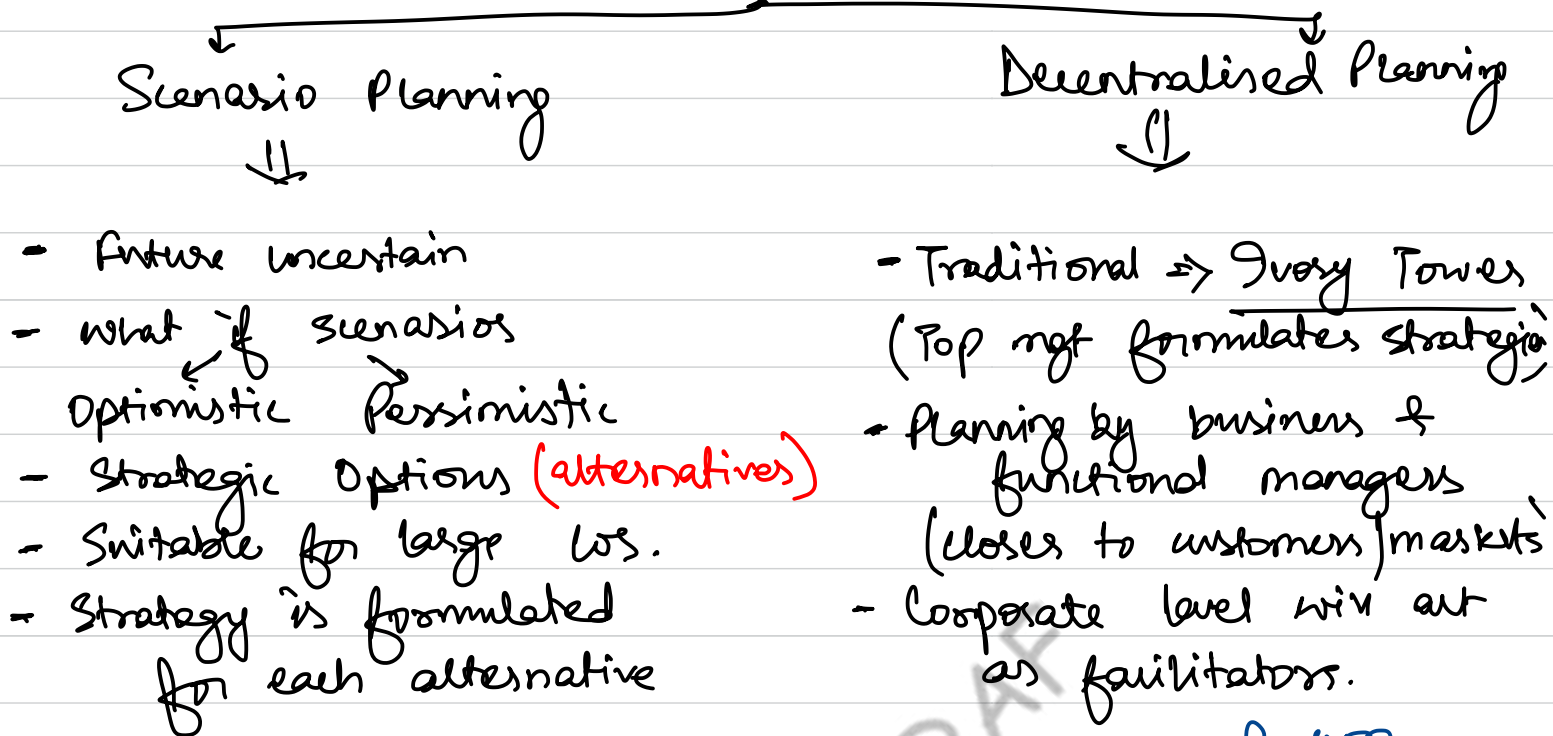 Scenario Planning
- Future uncertain
- what if scenarios
Optimistic Pessimistic
- Strategic Options (alternatives)
- Suitable for large cos.
- Strategy is formulated
for each alternative
Decentralised Planning
- Traditional => Ivory Tower
(Top mgt formulates strategies)
- Planning by business &
functional managers
(closer to customers/markets)
- Corporate level will act
as facilitators.